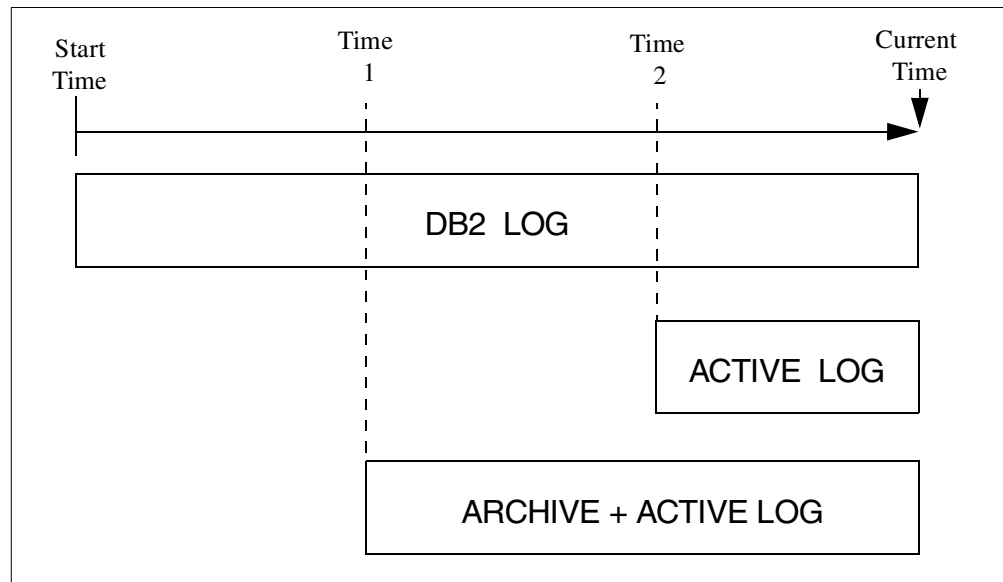 Start
Time
Time
1
Time
2
Current
Time
DB2 LOG
ACTIVE LOG
ARCHIVE + ACTIVE LOG